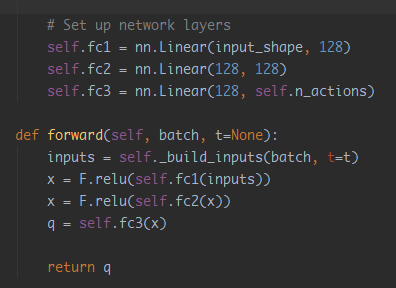 # Set up network layers
self.fc1 = nn.Linear(input_shape, 128)
self.fc2 = nn.Linear(128, 128)
self.fc3 = nn.Linear(128, self.n_actions)
def forward(self, batch, t=None):
inputs = self._build_inputs(batch, t=t)
x = F.relu(self.fc1(inputs))
x = F.relu(self.fc2(x))
q = self.fc3(x)
return q